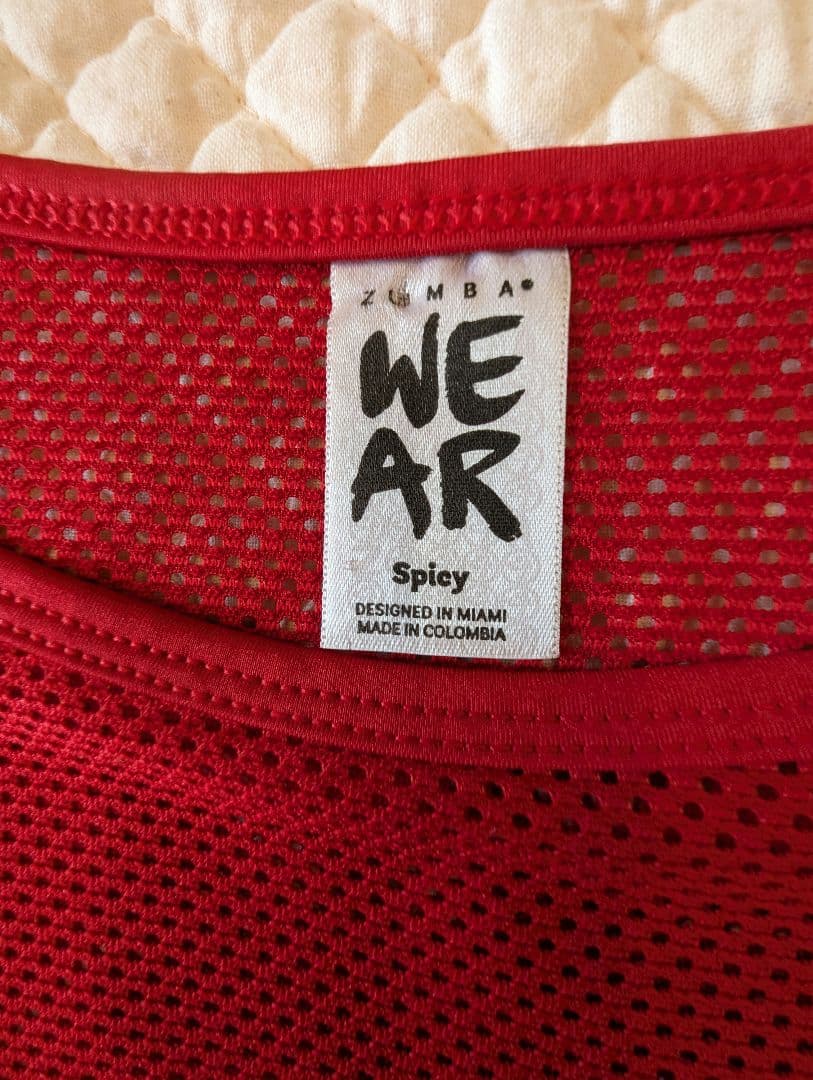 ZUMBA®
WE
AR
Spicy
DESIGNED IN MIAMI
MADE IN COLOMBIA